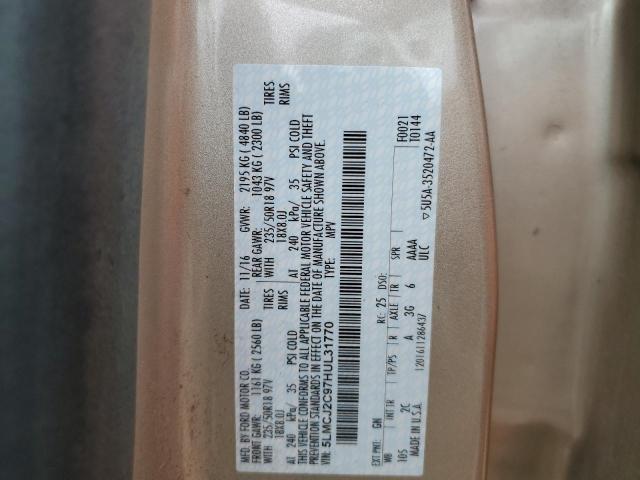 MFD. BY FORD MOTOR CO.
DATE: 11/16 GVWR: 2195 KG ( 4840 LB)
FRONT GAWR: 1161 KG ( 2560 LB) REAR GAWR: 1043 KG ( 2300 LB)
WITH 235/50R18 97V TIRES WITH 235/50R18 97V TIRES
18X8.0J RIMS 18X8.0J RIMS
AT 240 kPa/ 35 PSI COLD AT 240 kPa/ 35 PSI COLD
THIS VEHICLE CONFORMS TO ALL APPLICABLE FEDERAL MOTOR VEHICLE SAFETY AND THEFT
PREVENTION STANDARDS IN EFFECT ON THE DATE OF MANUFACTURE SHOWN ABOVE.
VIN: 5LMCJ2C97HUL31770 TYPE: MPV
F0021
T0144
EXT PNT: GN RC: 25 DSO:
WB INT TR TP/PS R AXLE TR SPR
105 2C A 3G 6 AAAA
MADE IN U.S.A. ULC
12016111286437
▽5U5A-3520472-AA